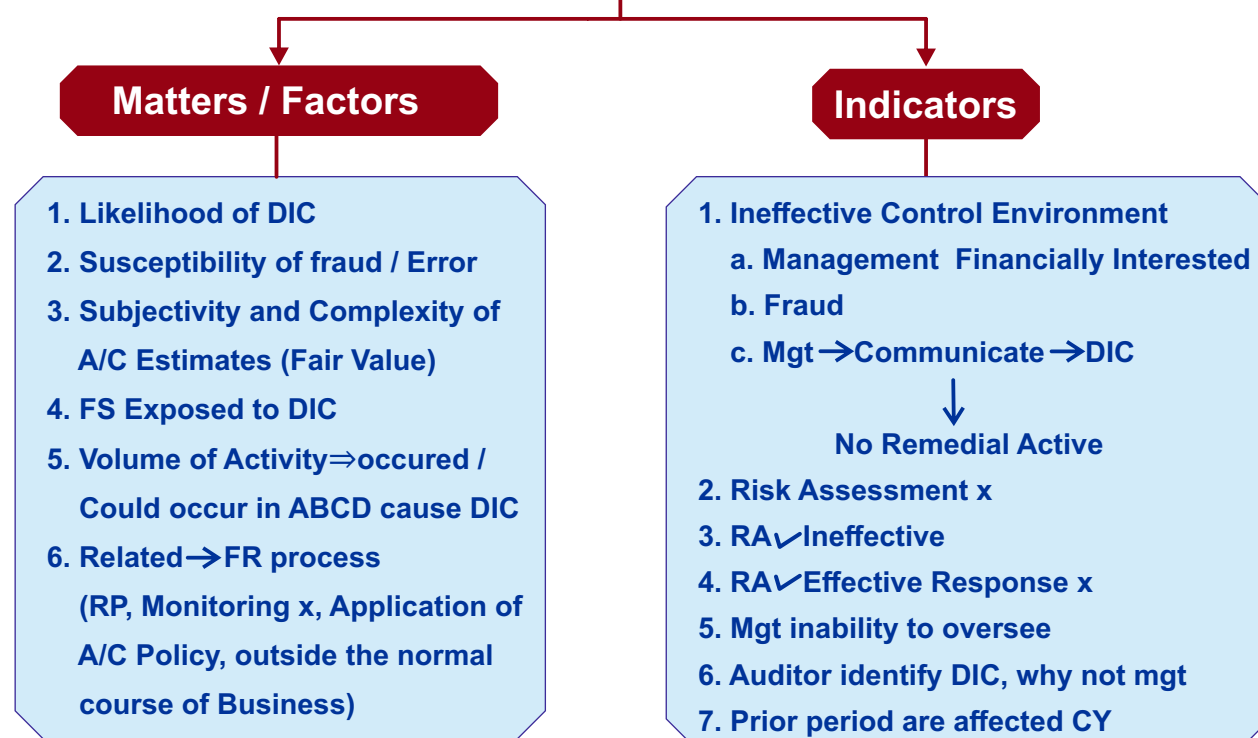 Matters / Factors
1. Likelihood of DIC
2. Susceptibility of fraud / Error
3. Subjectivity and Complexity of
A/C Estimates (Fair Value)
4. FS Exposed to DIC
5. Volume of Activity⇒occured /
Could occur in ABCD cause DIC
6. Related→FR process
(RP, Monitoring x, Application of
A/C Policy, outside the normal
course of Business)
Indicators
1. Ineffective Control Environment
a. Management Financially Interested
b. Fraud
c. Mgt→Communicate→DIC
↓
No Remedial Active
2. Risk Assessment x
3. RA✓Ineffective
4. RA✓Effective Response x
5. Mgt inability to oversee
6. Auditor identify DIC, why not mgt
7. Prior period are affected CY